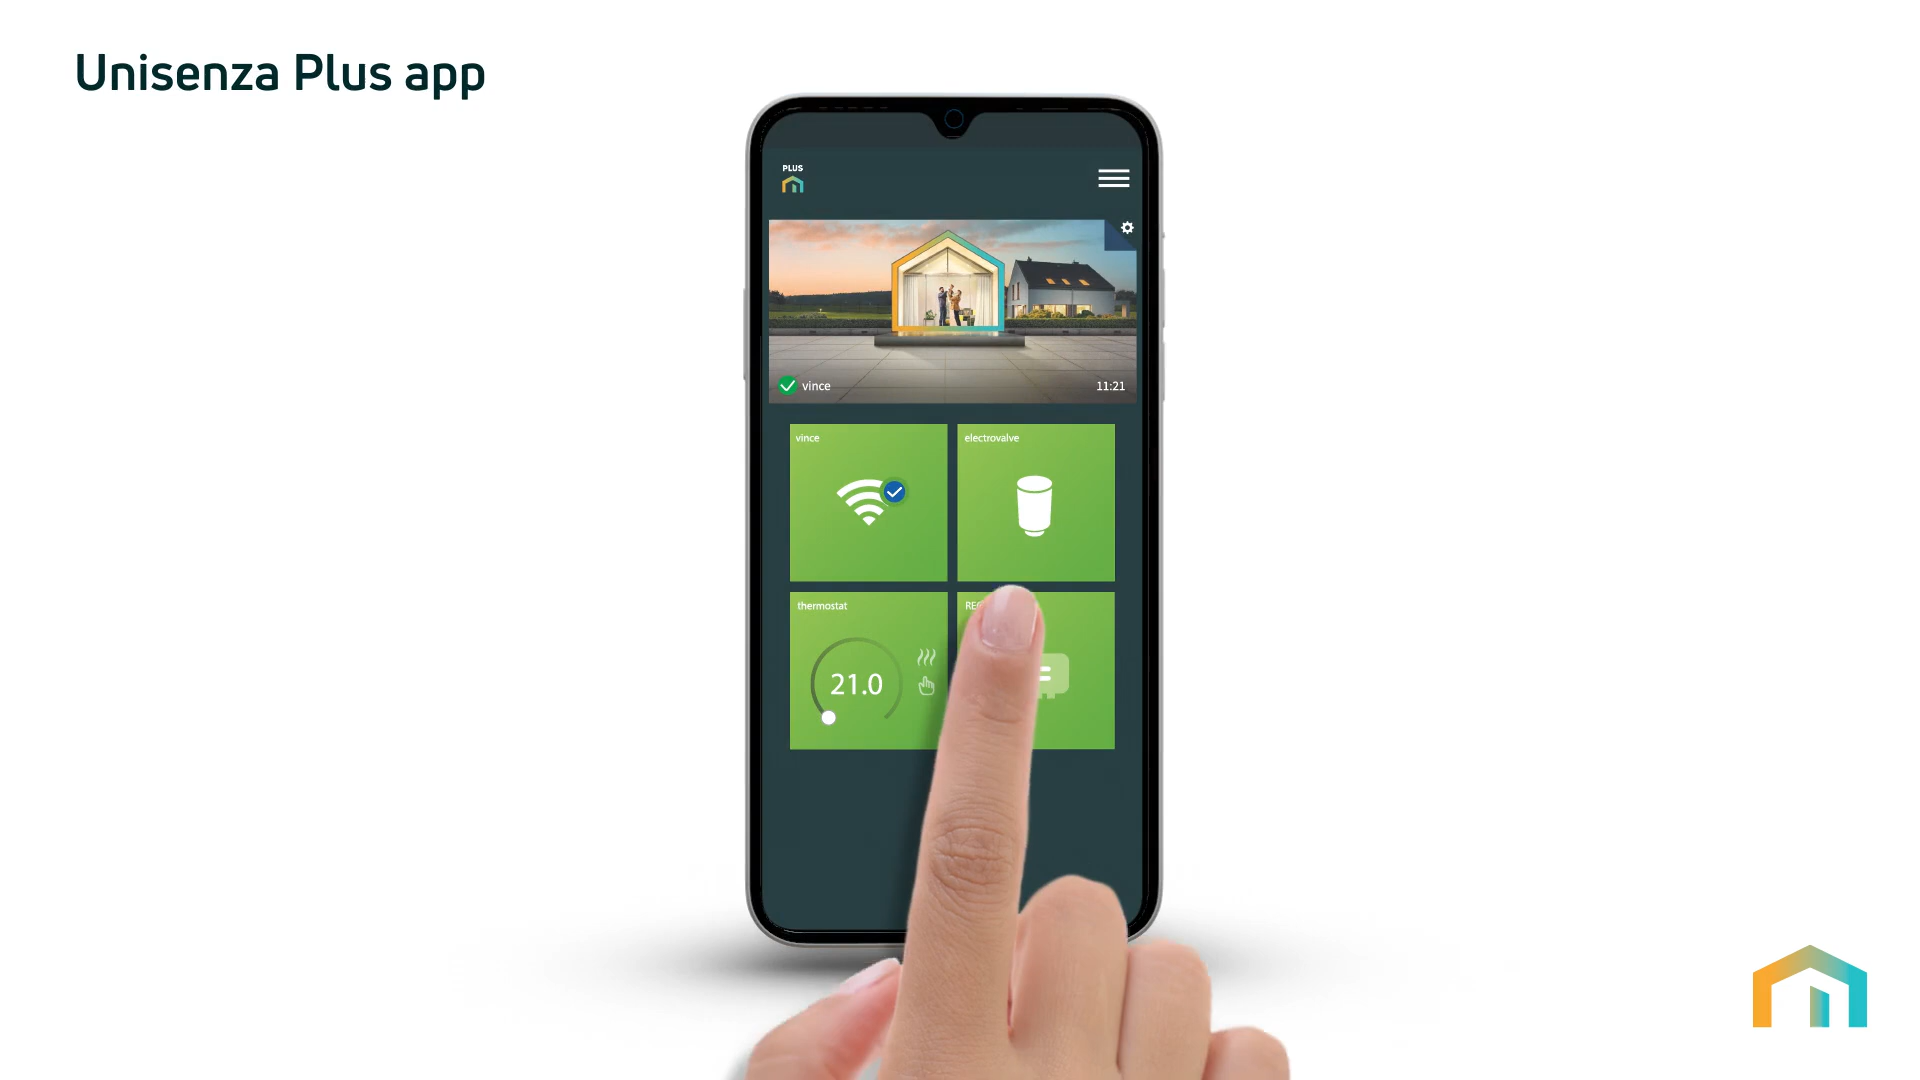 Unisenza Plus app
PLUS
vince
11:21
vince
electrovalve
thermostat
21.0